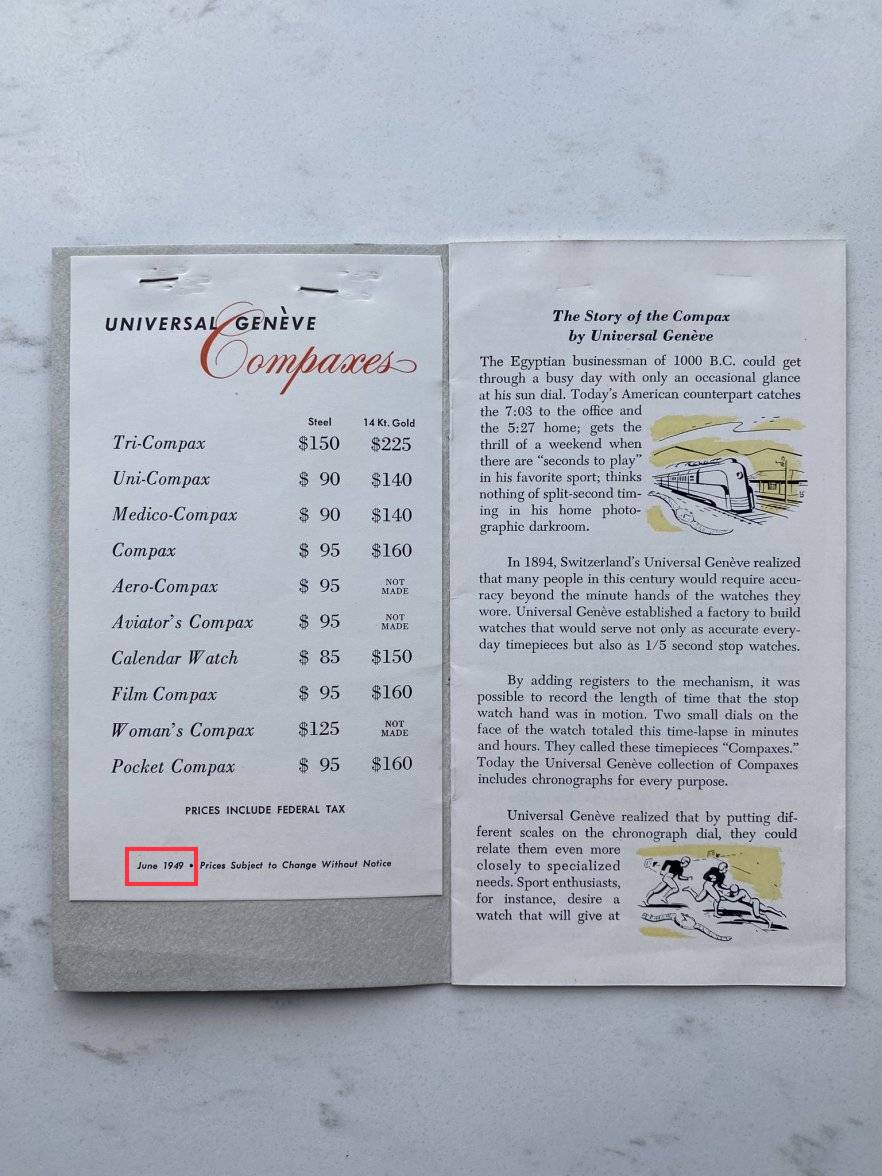 UNIVERSAL GENÈVE
Compaxes
Steel 14 Kt. Gold
Tri-Compax $150 $225
Uni-Compax $ 90 $140
Medico-Compax $ 90 $140
Compax $ 95 $160
Aero-Compax $ 95 NOT MADE
Aviator's Compax $ 95 NOT MADE
Calendar Watch $ 85 $150
Film Compax $ 95 $160
Woman's Compax $125 NOT MADE
Pocket Compax $ 95 $160
PRICES INCLUDE FEDERAL TAX
June 1949 • Prices Subject to Change Without Notice
The Story of the Compax
by Universal Genève
The Egyptian businessman of 1000 B.C. could get
through a busy day with only an occasional glance
at his sun dial. Today's American counterpart catches
the 7:03 to the office and
the 5:27 home; gets the
thrill of a weekend when
there are "seconds to play"
in his favorite sport; thinks
nothing of split-second tim-
ing in his home photo-
graphic darkroom.
In 1894, Switzerland's Universal Genève realized
that many people in this century would require accu-
racy beyond the minute hands of the watches they
wore. Universal Genève established a factory to build
watches that would serve not only as accurate every-
day timepieces but also as 1/5 second stop watches.
By adding registers to the mechanism, it was
possible to record the length of time that the stop
watch hand was in motion. Two small dials on the
face of the watch totaled this time-lapse in minutes
and hours. They called these timepieces "Compaxes."
Today the Universal Genève collection of Compaxes
includes chronographs for every purpose.
Universal Genève realized that by putting dif-
ferent scales on the chronograph dial, they could
relate them even more
closely to specialized
needs. Sport enthusiasts,
for instance, desire a
watch that will give at